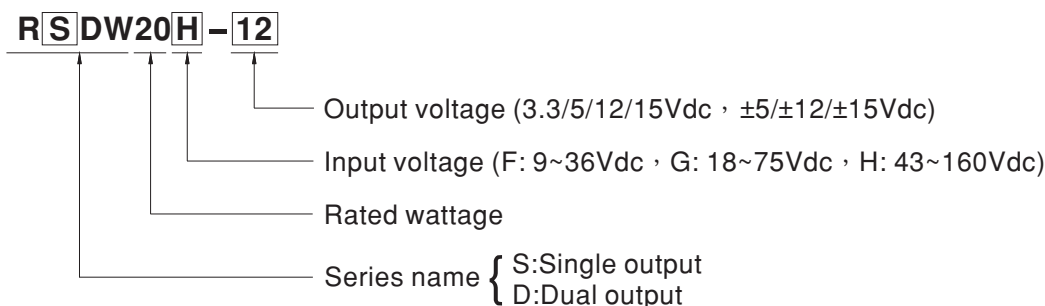 RSDW20H-12
Output voltage (3.3/5/12/15Vdc，±5/±12/±15Vdc)
Input voltage (F: 9~36Vdc，G: 18~75Vdc，H: 43~160Vdc)
Rated wattage
Series name { S:Single output
D:Dual output